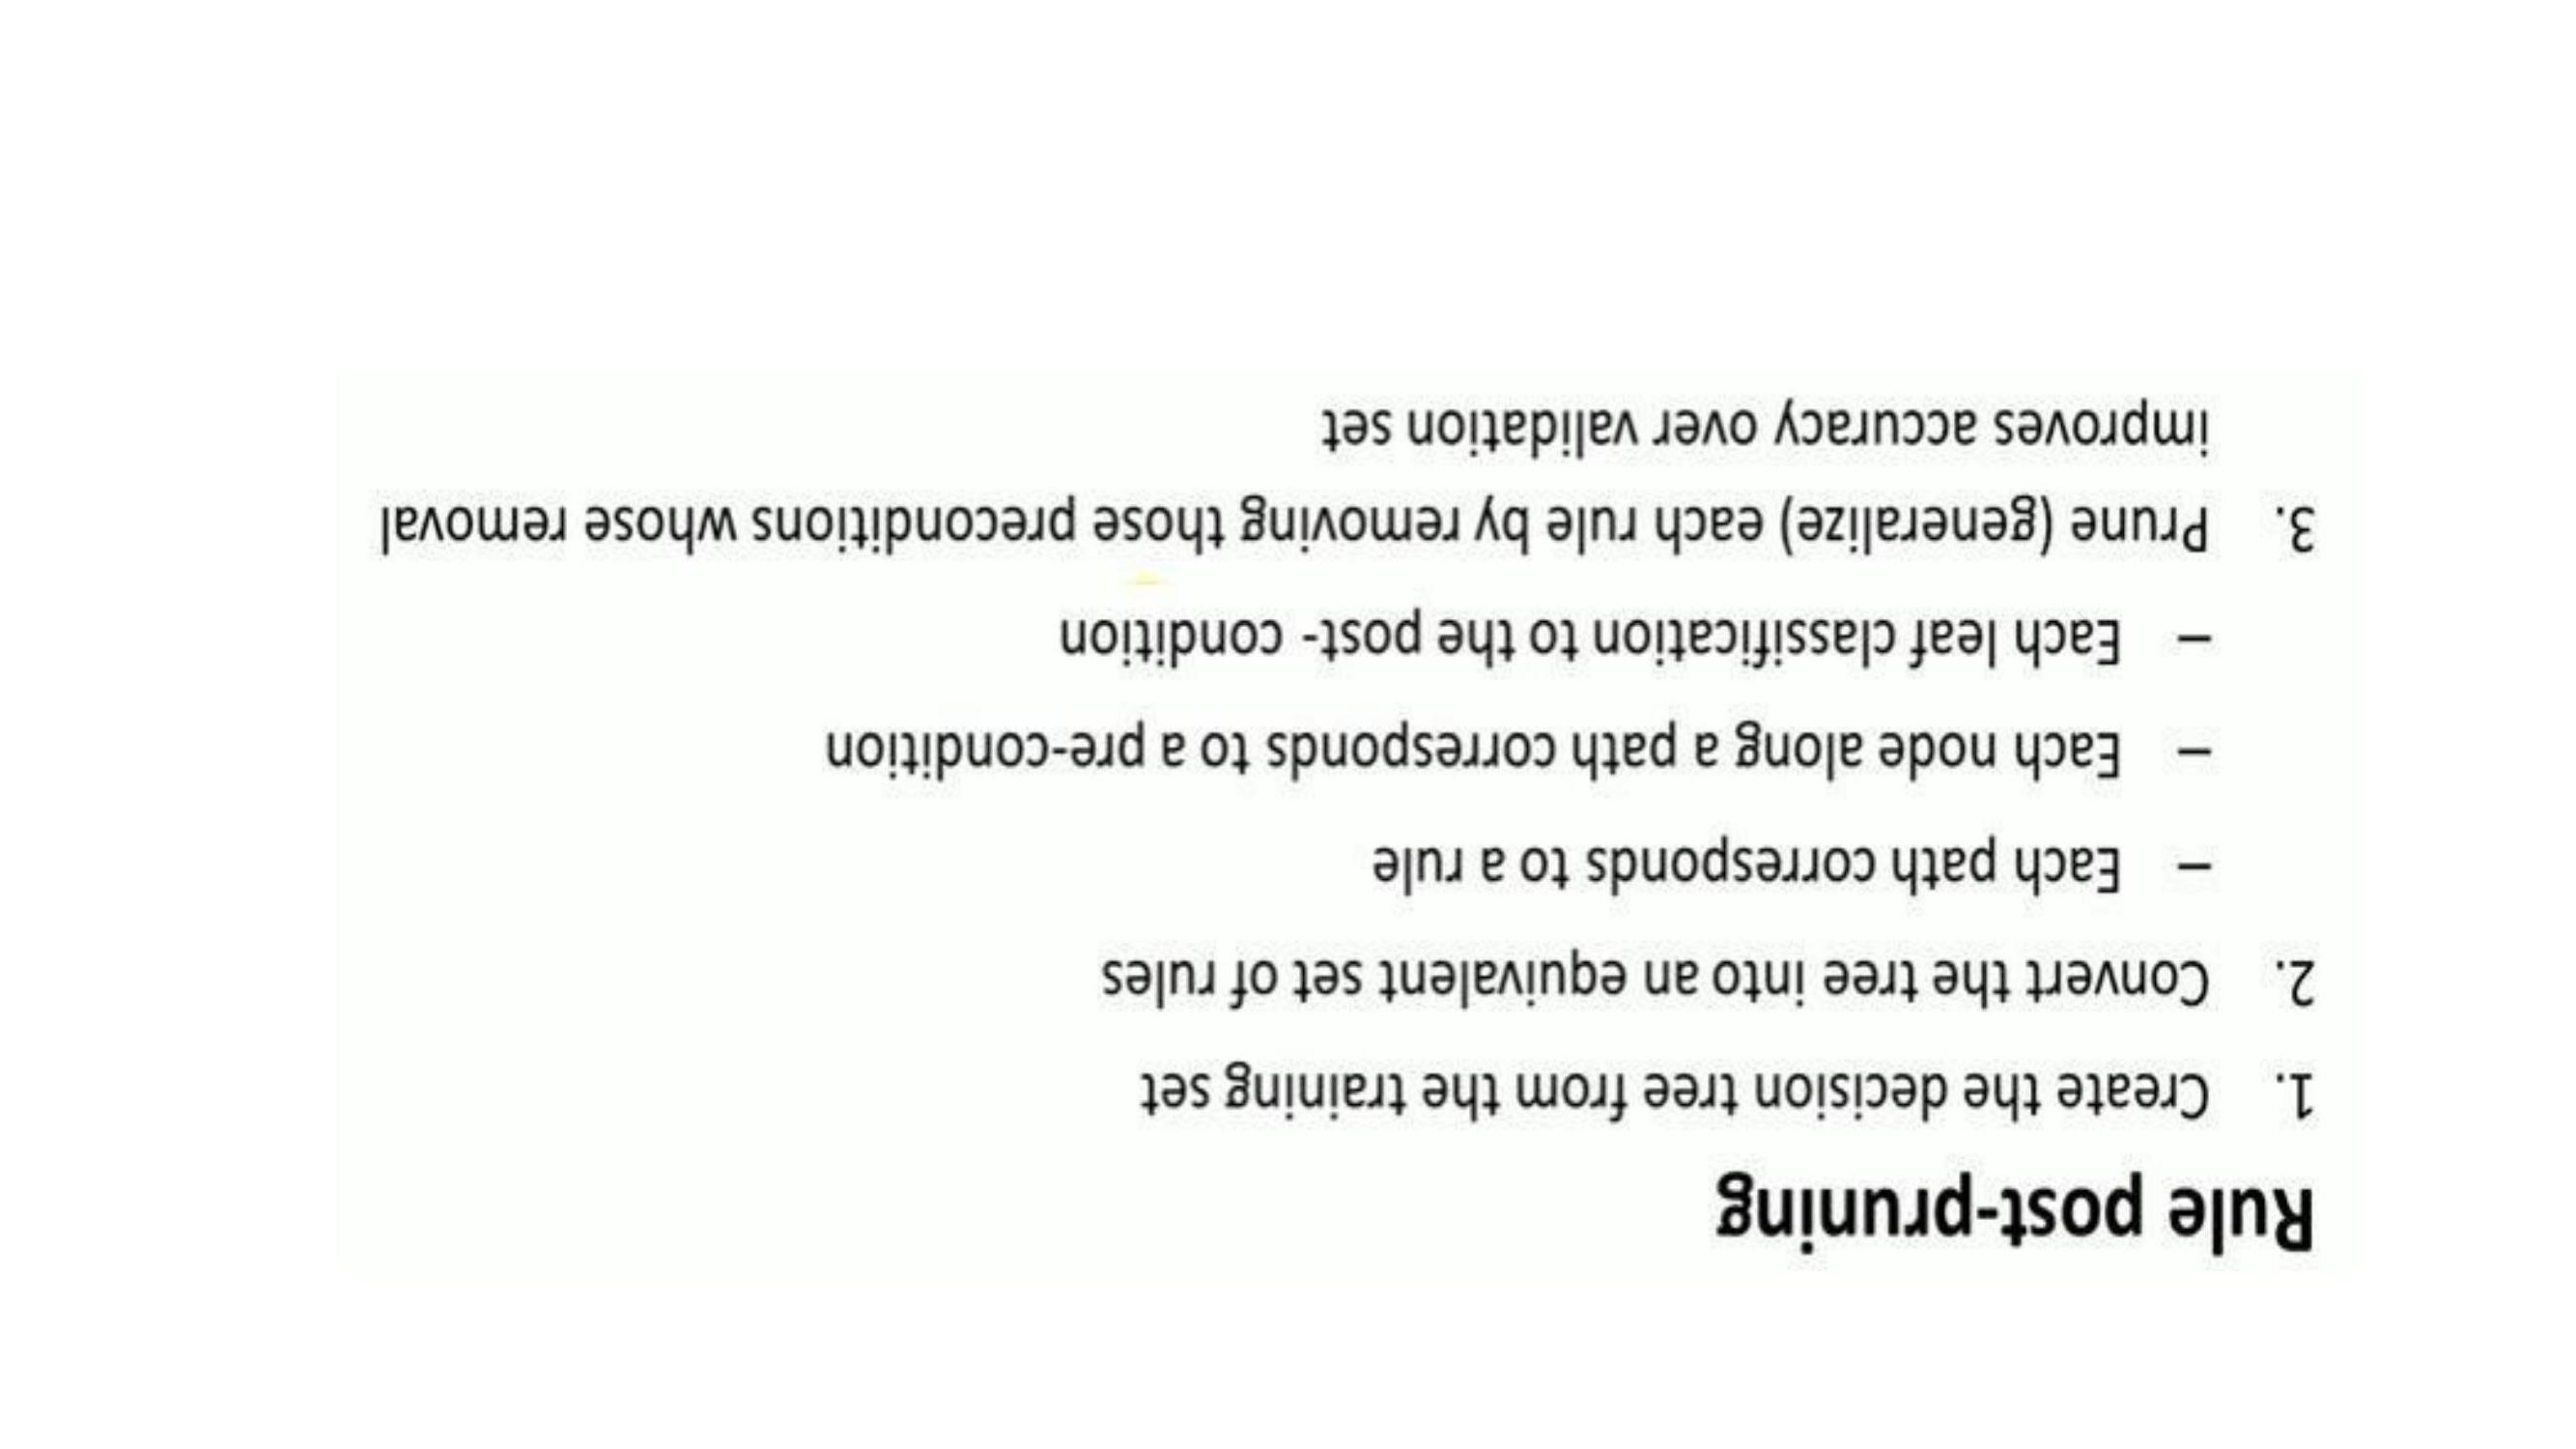 Rule post-pruning
1. Create the decision tree from the training set
2. Convert the tree into an equivalent set of rules
– Each path corresponds to a rule
– Each node along a path corresponds to a pre-condition
– Each leaf classification to the post- condition
3. Prune (generalize) each rule by removing those preconditions whose removal
improves accuracy over validation set